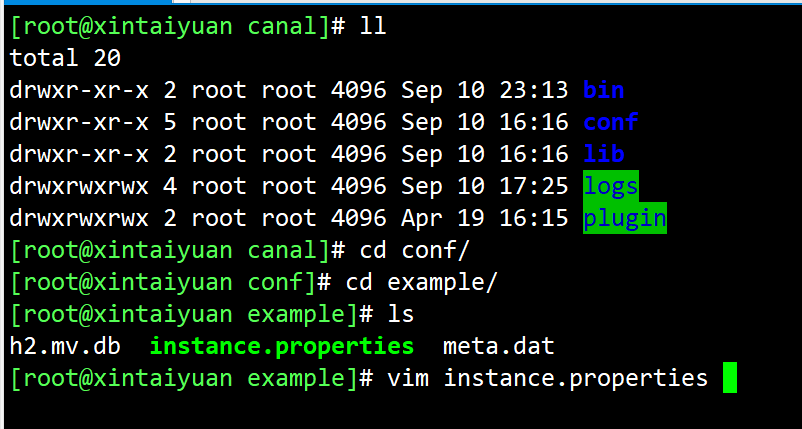 [root@xintaiyuan canal]# ll
total 20
drwxr-xr-x 2 root root 4096 Sep 10 23:13 bin
drwxr-xr-x 5 root root 4096 Sep 10 16:16 conf
drwxr-xr-x 2 root root 4096 Sep 10 16:16 lib
drwxrwxrwx 4 root root 4096 Sep 10 17:25 logs
drwxrwxrwx 2 root root 4096 Apr 19 16:15 plugin
[root@xintaiyuan canal]# cd conf/
[root@xintaiyuan conf]# cd example/
[root@xintaiyuan example]# ls
h2.mv.db  instance.properties  meta.dat
[root@xintaiyuan example]# vim instance.properties